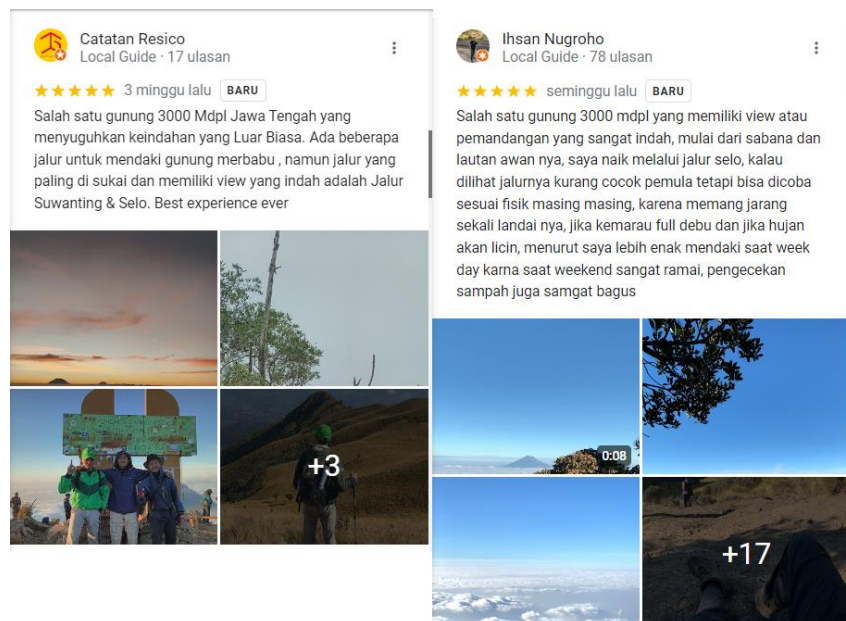 Catatan Resico
Local Guide · 17 ulasan
3 minggu lalu BARU
Salah satu gunung 3000 Mdpl Jawa Tengah yang
menyuguhkan keindahan yang Luar Biasa. Ada beberapa
jalur untuk mendaki gunung merbabu , namun jalur yang
paling di sukai dan memiliki view yang indah adalah Jalur
Suwanting & Selo. Best experience ever
+3
Ihsan Nugroho
Local Guide · 78 ulasan
seminggu lalu BARU
Salah satu gunung 3000 mdpl yang memiliki view atau
pemandangan yang sangat indah, mulai dari sabana dan
lautan awan nya, saya naik melalui jalur selo, kalau
dilihat jalurnya kurang cocok pemula tetapi bisa dicoba
sesuai fisik masing masing, karena memang jarang
sekali landai nya, jika kemarau full debu dan jika hujan
akan licin, menurut saya lebih enak mendaki saat week
day karna saat weekend sangat ramai, pengecekan
sampah juga samgat bagus
0:08
+17